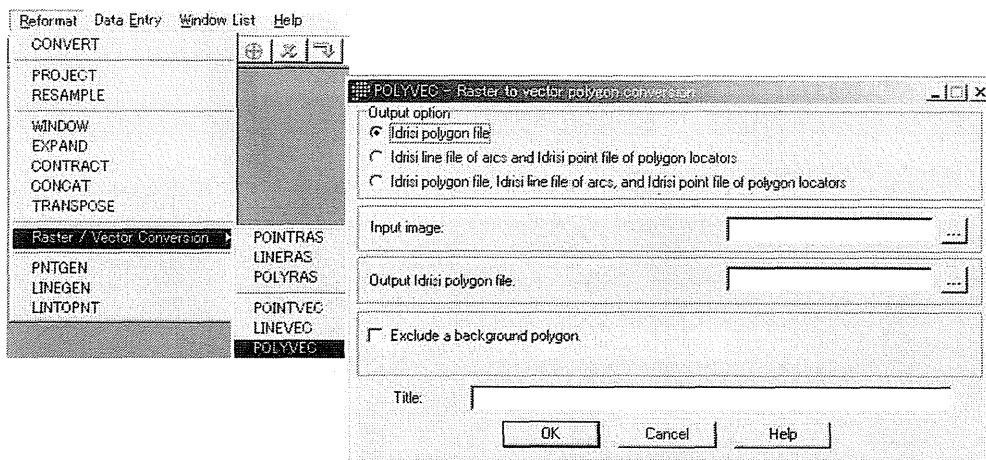 Reformat Data Entry Window List Help
CONVERT
PROJECT
RESAMPLE
WINDOW
EXPAND
CONTRACT
CONCAT
TRANSPOSE
Raster / Vector Conversion
PNTGEN
LINEGEN
LINTOPNT
POINTRAS
LINERAS
POLYRAS
POINTVEC
LINEVEC
POLYVEC
POLYVEC - Raster to vector polygon conversion
Output option
Idrisi polygon file
Idrisi line file of arcs and Idrisi point file of polygon locators
Idrisi polygon file, Idrisi line file of arcs, and Idrisi point file of polygon locators
Input image:
...
Output Idrisi polygon file.
...
Exclude a background polygon.
Title:
OK Cancel Help